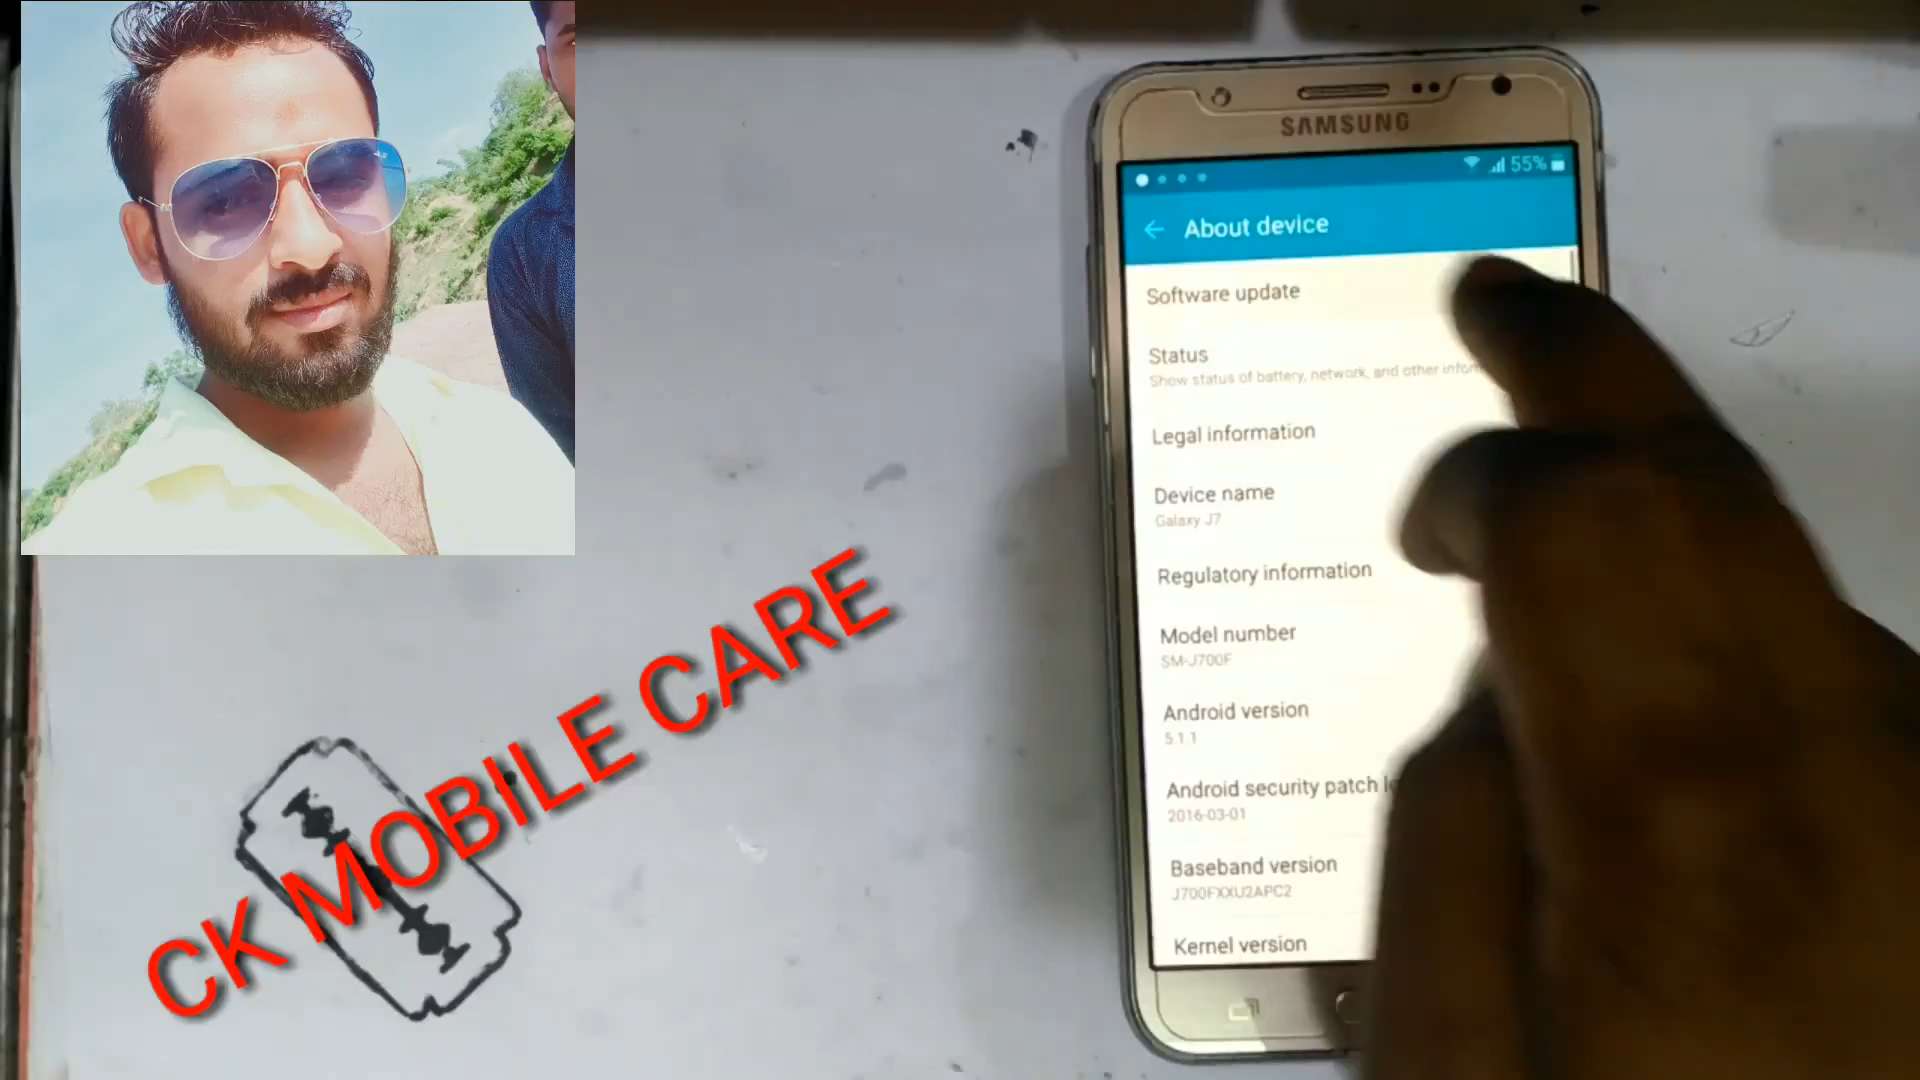 SAMSUNG
55%
About device
Software update
Status
Show status of battery, network, and other inform
Legal information
Device name
Galaxy J7
Regulatory information
Model number
SM-J700F
Android version
5.1.1
Android security patch le
2016-03-01
Baseband version
J700FXXU2APC2
Kernel version
CK MOBILE CARE